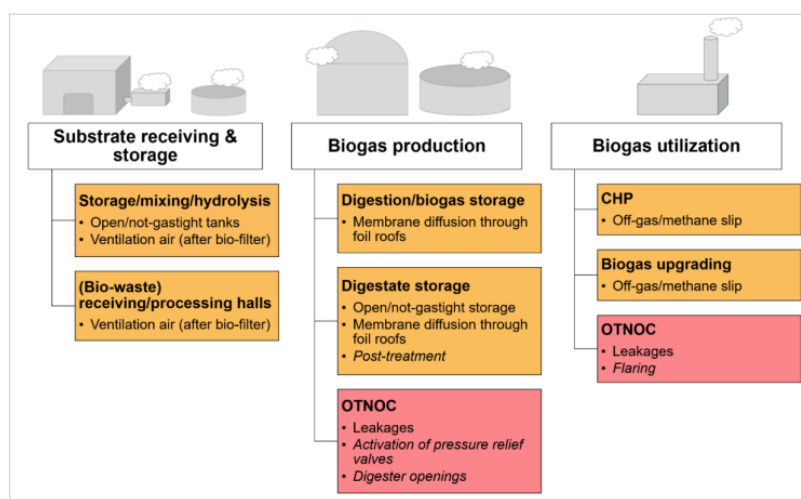 Substrate receiving &
storage
Storage/mixing/hydrolysis
• Open/not-gastight tanks
• Ventilation air (after bio-filter)
(Bio-waste)
receiving/processing halls
• Ventilation air (after bio-filter)
Biogas production
Digestion/biogas storage
• Membrane diffusion through
foil roofs
Digestate storage
• Open/not-gastight storage
• Membrane diffusion through
foil roofs
• Post-treatment
OTNOC
• Leakages
• Activation of pressure relief
valves
• Digester openings
Biogas utilization
CHP
• Off-gas/methane slip
Biogas upgrading
• Off-gas/methane slip
OTNOC
• Leakages
• Flaring